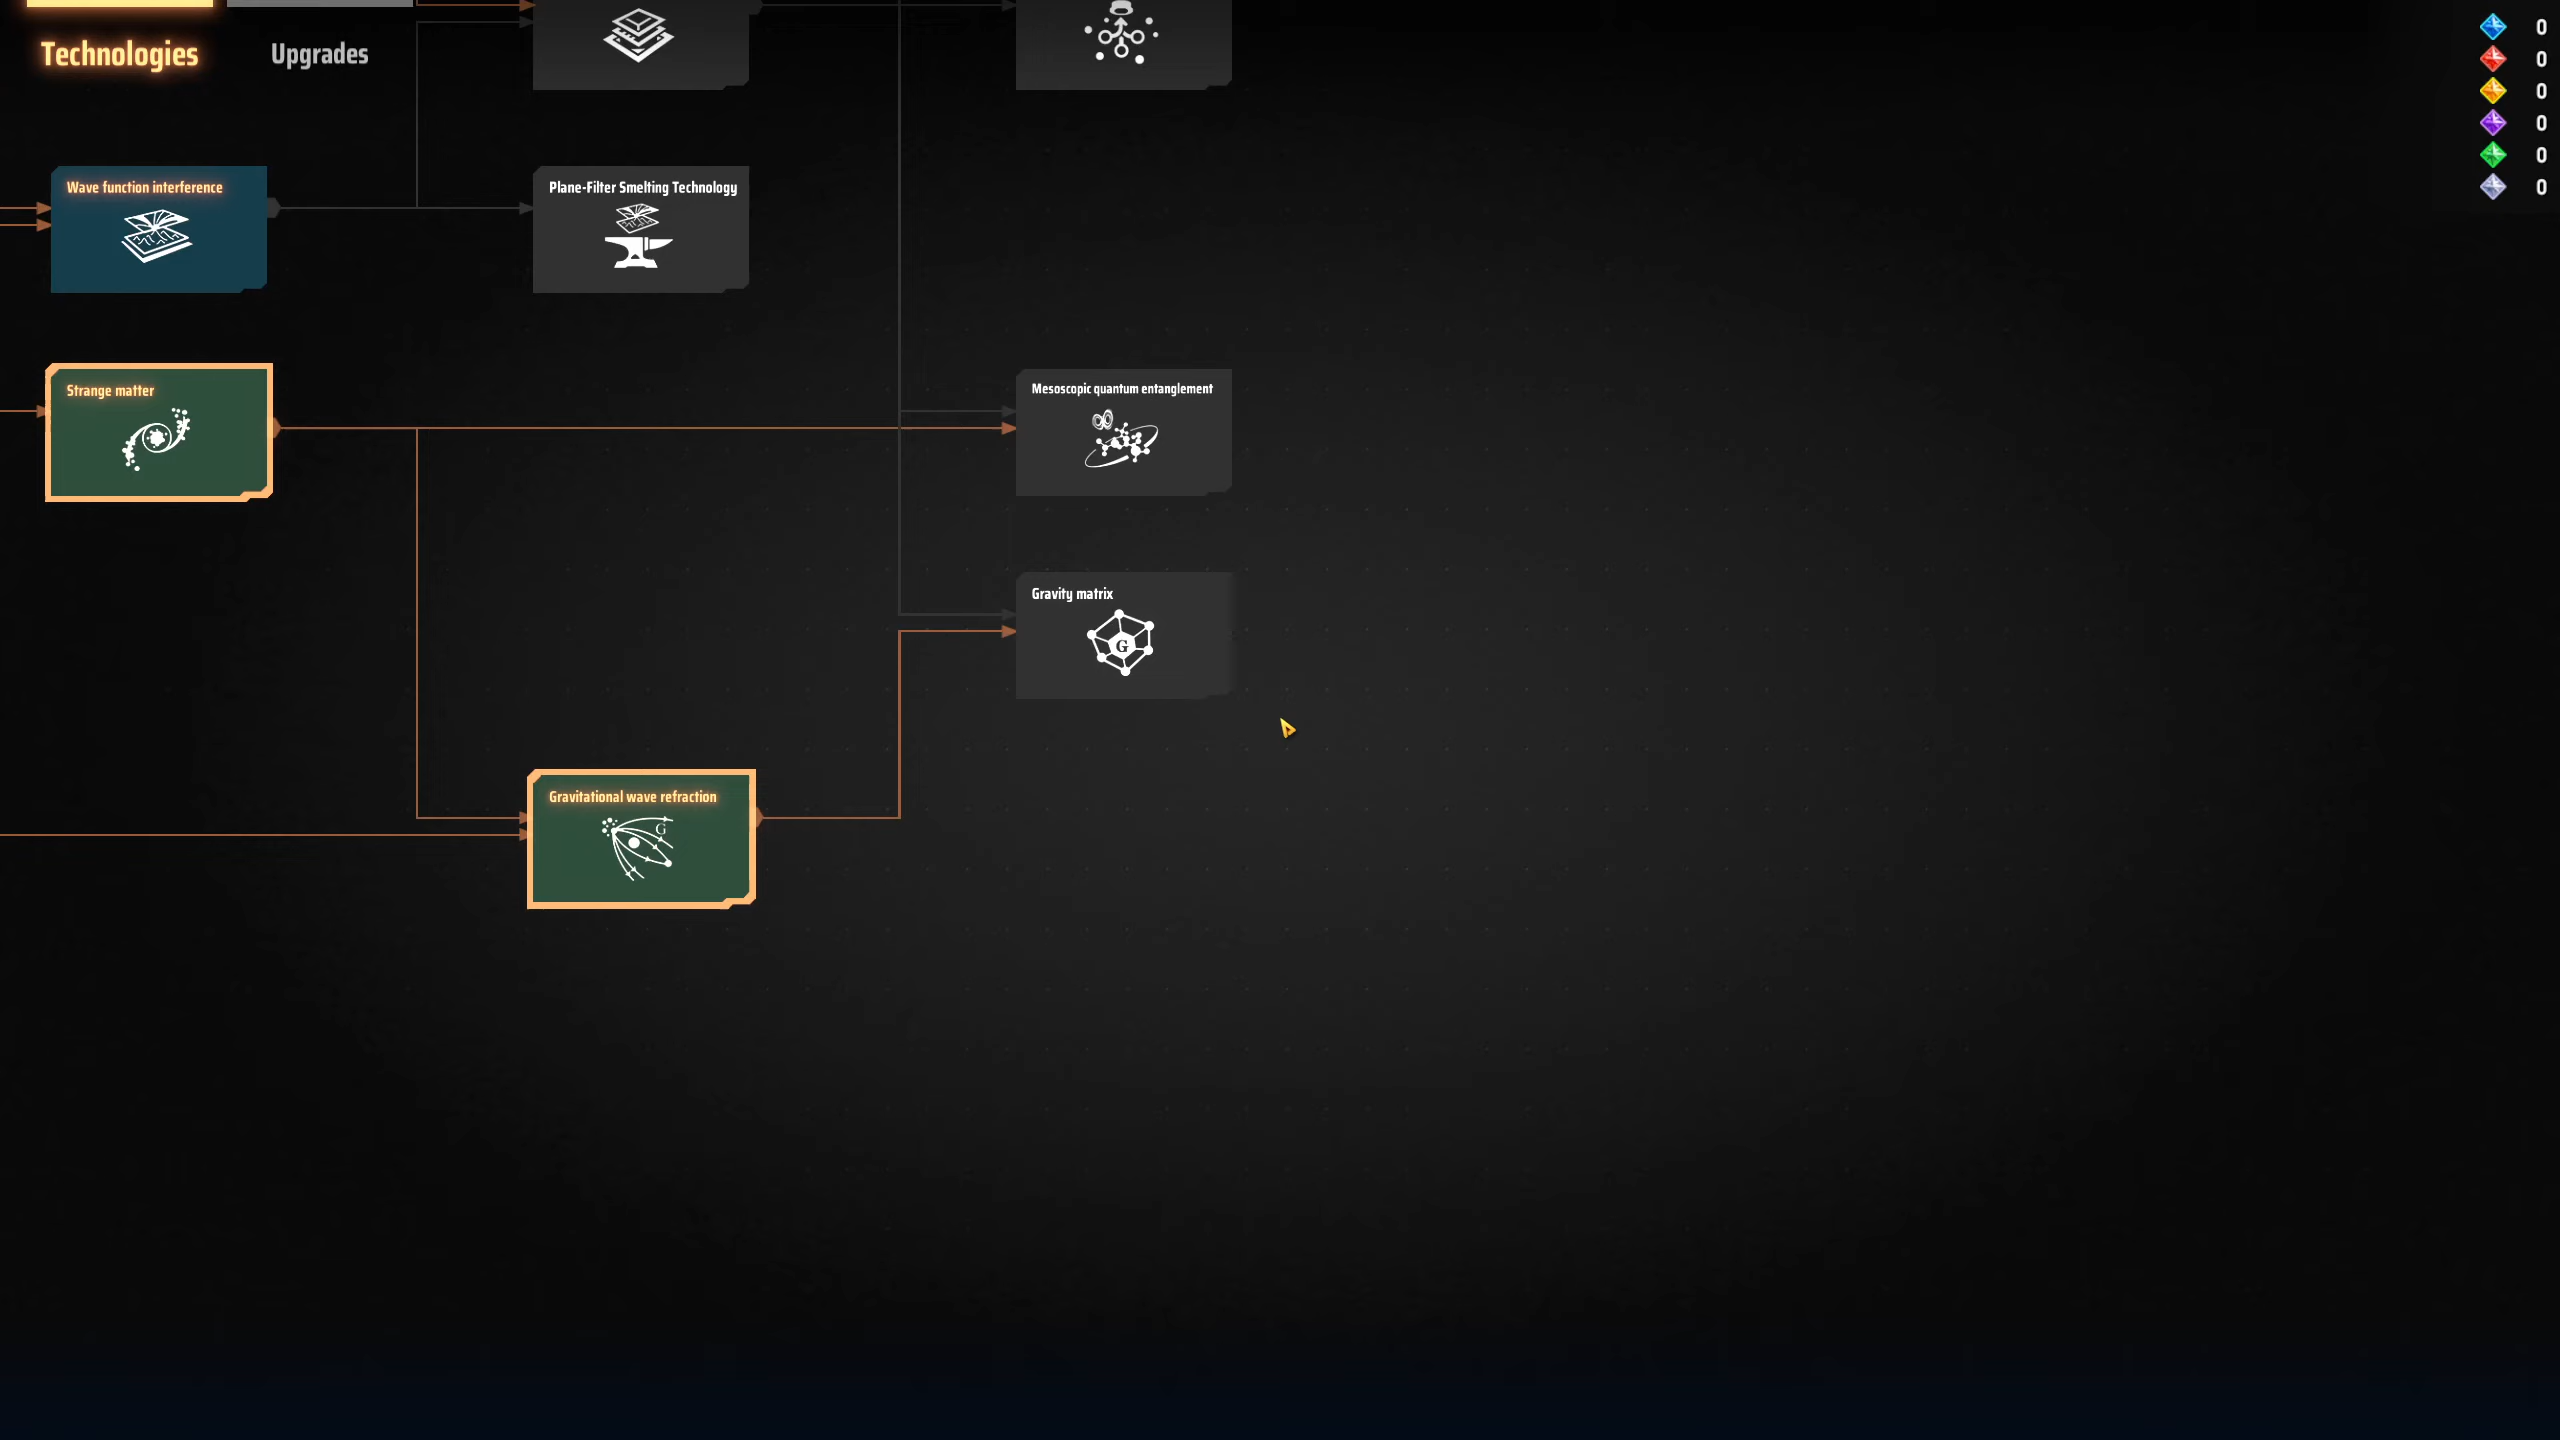 Technologies
Upgrades
0
0
0
0
0
0
Wave function interference
Plane-Filter Smelting Technology
Strange matter
Mesoscopic quantum entanglement
Gravity matrix
G
Gravitational wave refraction
G